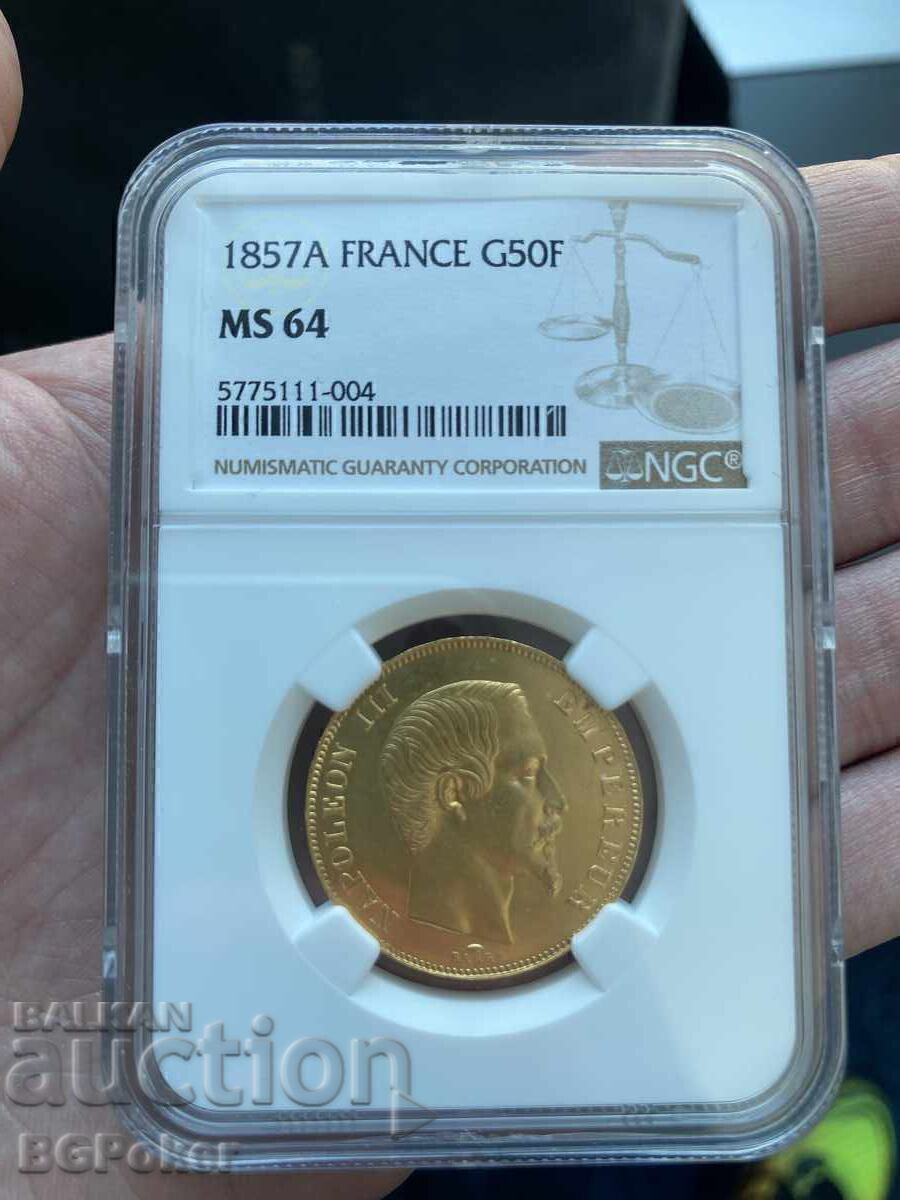 1857A FRANCE G50F
MS 64
5775111-004
NUMISMATIC GUARANTY CORPORATION NGC®
NAPOLEON III EMPEREUR
BALKAN
auction
BGPoker